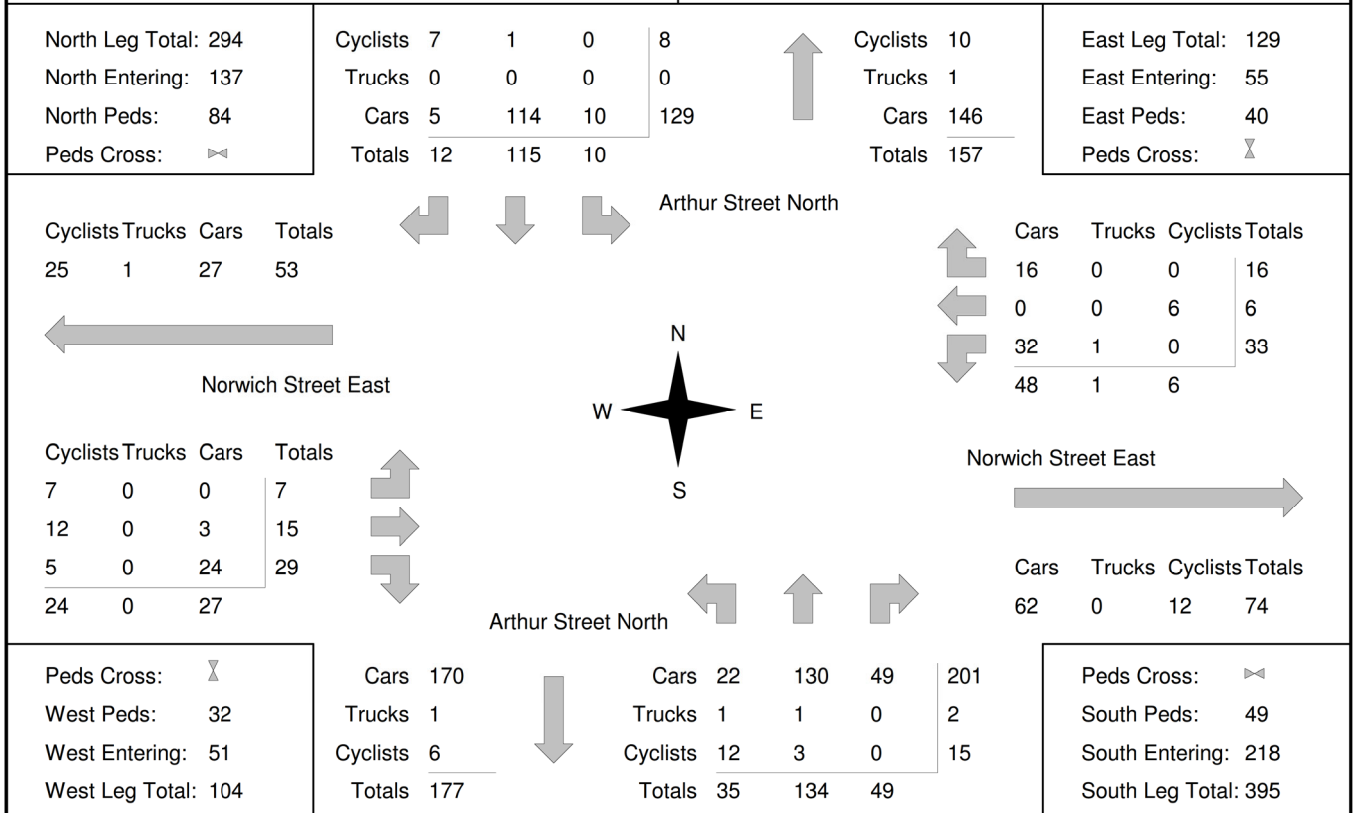 North Leg Total: 294
North Entering: 137
North Peds: 84
Peds Cross:
Cyclists 7 1 0 8
Trucks 0 0 0 0
Cars 5 114 10 129
Totals 12 115 10
Cyclists 10
Trucks 1
Cars 146
Totals 157
East Leg Total: 129
East Entering: 55
East Peds: 40
Peds Cross:
Arthur Street North
Cyclists Trucks Cars Totals
25 1 27 53
Cars Trucks Cyclists Totals
16 0 0 16
0 0 6 6
32 1 0 33
48 1 6
Norwich Street East
N
W E
S
Cyclists Trucks Cars Totals
7 0 0 7
12 0 3 15
5 0 24 29
24 0 27
Norwich Street East
Cars Trucks Cyclists Totals
62 0 12 74
Arthur Street North
Peds Cross:
West Peds: 32
West Entering: 51
West Leg Total: 104
Cars 170
Trucks 1
Cyclists 6
Totals 177
Cars 22 130 49 201
Trucks 1 1 0 2
Cyclists 12 3 0 15
Totals 35 134 49
Peds Cross:
South Peds: 49
South Entering: 218
South Leg Total: 395